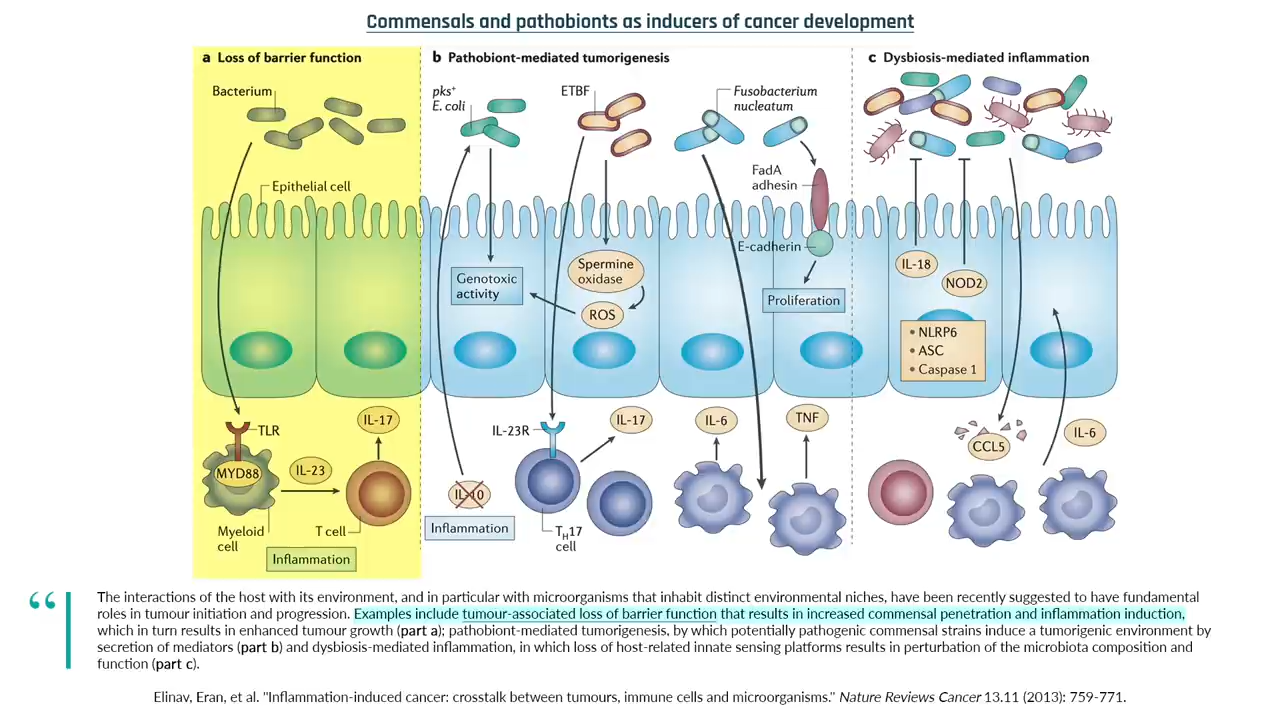 Commensals and pathobionts as inducers of cancer development
a Loss of barrier function
Bacterium
Epithelial cell
TLR
MYD88
IL-23
IL-17
Myeloid
cell
T cell
Inflammation
b Pathobiont-mediated tumorigenesis
pks+
E. coli
ETBF
Fusobacterium
nucleatum
FadA
adhesin
E-cadherin
Genotoxic
activity
Spermine
oxidase
ROS
Proliferation
IL-23R
IL-17
IL-6
TNF
IL-10
Inflammation
TH17
cell
c Dysbiosis-mediated inflammation
IL-18
NOD2
• NLRP6
• ASC
• Caspase 1
CCL5
IL-6
“ The interactions of the host with its environment, and in particular with microorganisms that inhabit distinct environmental niches, have been recently suggested to have fundamental
roles in tumour initiation and progression. Examples include tumour-associated loss of barrier function that results in increased commensal penetration and inflammation induction,
which in turn results in enhanced tumour growth (part a); pathobiont-mediated tumorigenesis, by which potentially pathogenic commensal strains induce a tumorigenic environment by
secretion of mediators (part b) and dysbiosis-mediated inflammation, in which loss of host-related innate sensing platforms results in perturbation of the microbiota composition and
function (part c).
Elinav, Eran, et al. "Inflammation-induced cancer: crosstalk between tumours, immune cells and microorganisms." Nature Reviews Cancer 13.11 (2013): 759-771.